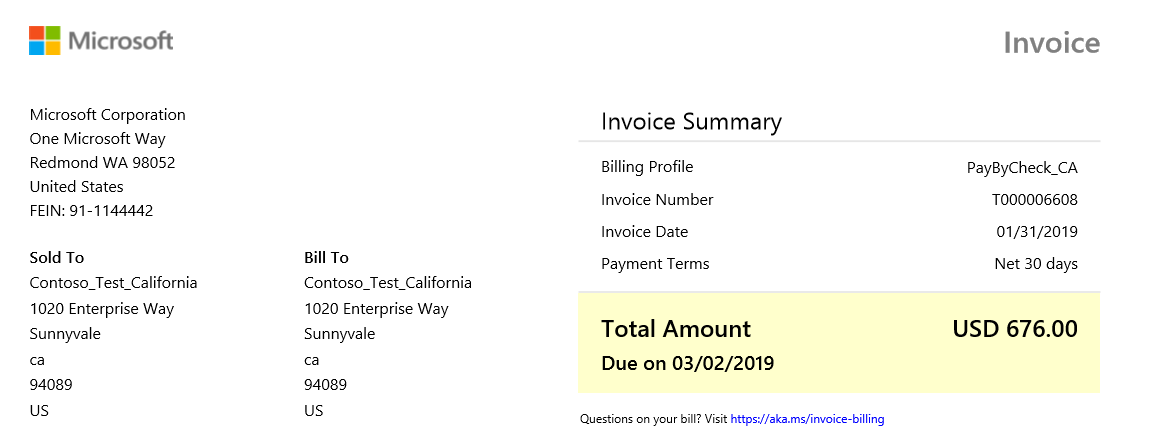 Microsoft
Invoice
Microsoft Corporation
One Microsoft Way
Redmond WA 98052
United States
FEIN: 91-1144442
Sold To
Contoso_Test_California
1020 Enterprise Way
Sunnyvale
ca
94089
US
Bill To
Contoso_Test_California
1020 Enterprise Way
Sunnyvale
ca
94089
US
Invoice Summary
Billing Profile PayByCheck_CA
Invoice Number T000006608
Invoice Date 01/31/2019
Payment Terms Net 30 days
Total Amount USD 676.00
Due on 03/02/2019
Questions on your bill? Visit https://aka.ms/invoice-billing